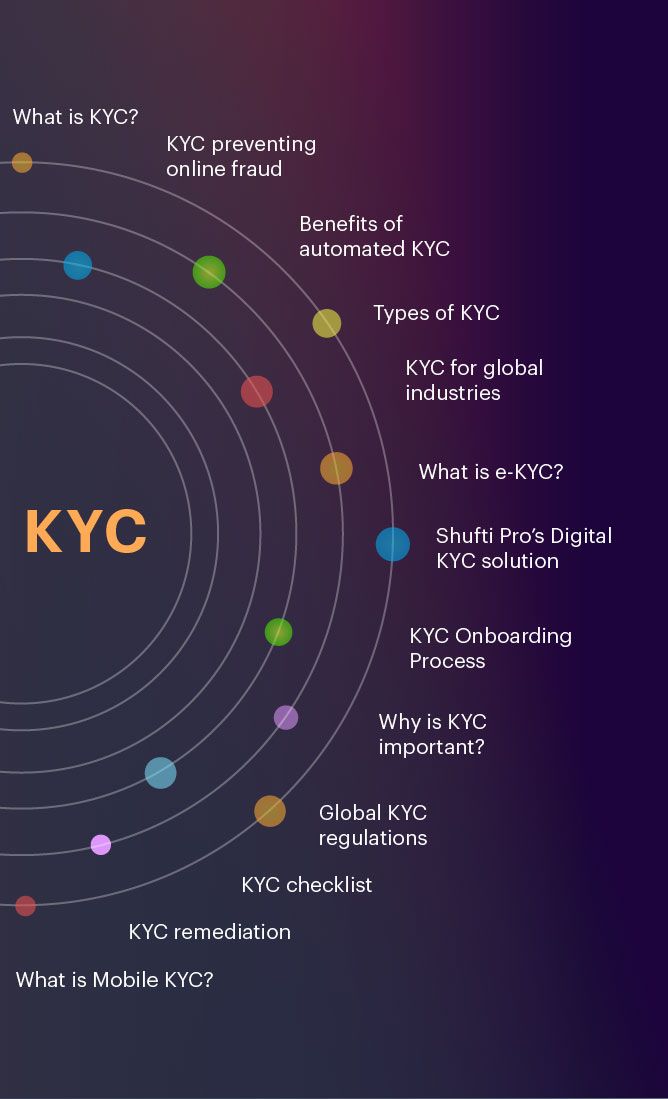 What is KYC?
KYC preventing
online fraud
Benefits of
automated KYC
Types of KYC
KYC for global
industries
What is e-KYC?
KYC
Shufti Pro’s Digital
KYC solution
KYC Onboarding
Process
Why is KYC
important?
Global KYC
regulations
KYC checklist
KYC remediation
What is Mobile KYC?